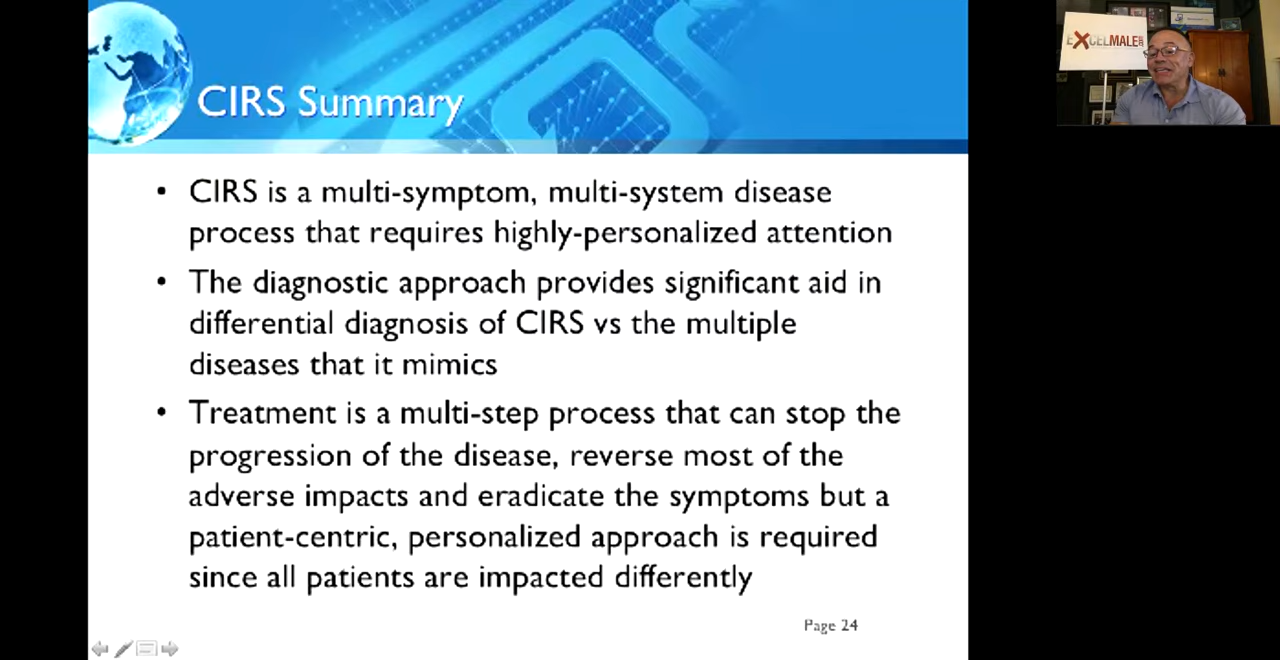 CIRS Summary
• CIRS is a multi-symptom, multi-system disease
process that requires highly-personalized attention
• The diagnostic approach provides significant aid in
differential diagnosis of CIRS vs the multiple
diseases that it mimics
• Treatment is a multi-step process that can stop the
progression of the disease, reverse most of the
adverse impacts and eradicate the symptoms but a
patient-centric, personalized approach is required
since all patients are impacted differently
Page 24
EXCELMALE